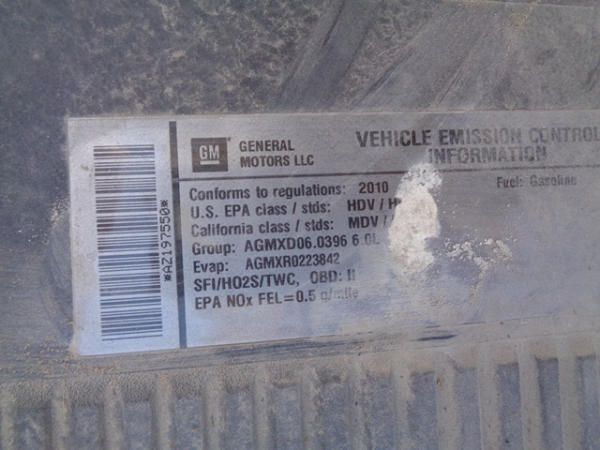 *AZ197550*
GM
GENERAL
MOTORS LLC
VEHICLE EMISSION CONTROL
INFORMATION
Conforms to regulations: 2010
Fuel: Gasoline
U.S. EPA class / stds: HDV /
California class / stds: MDV /
Group: AGMXD06.0396 6.0L
Evap: AGMXR0223842
SFI/HO2S/TWC, OBD: II
EPA NOx FEL=0.5 g/mile